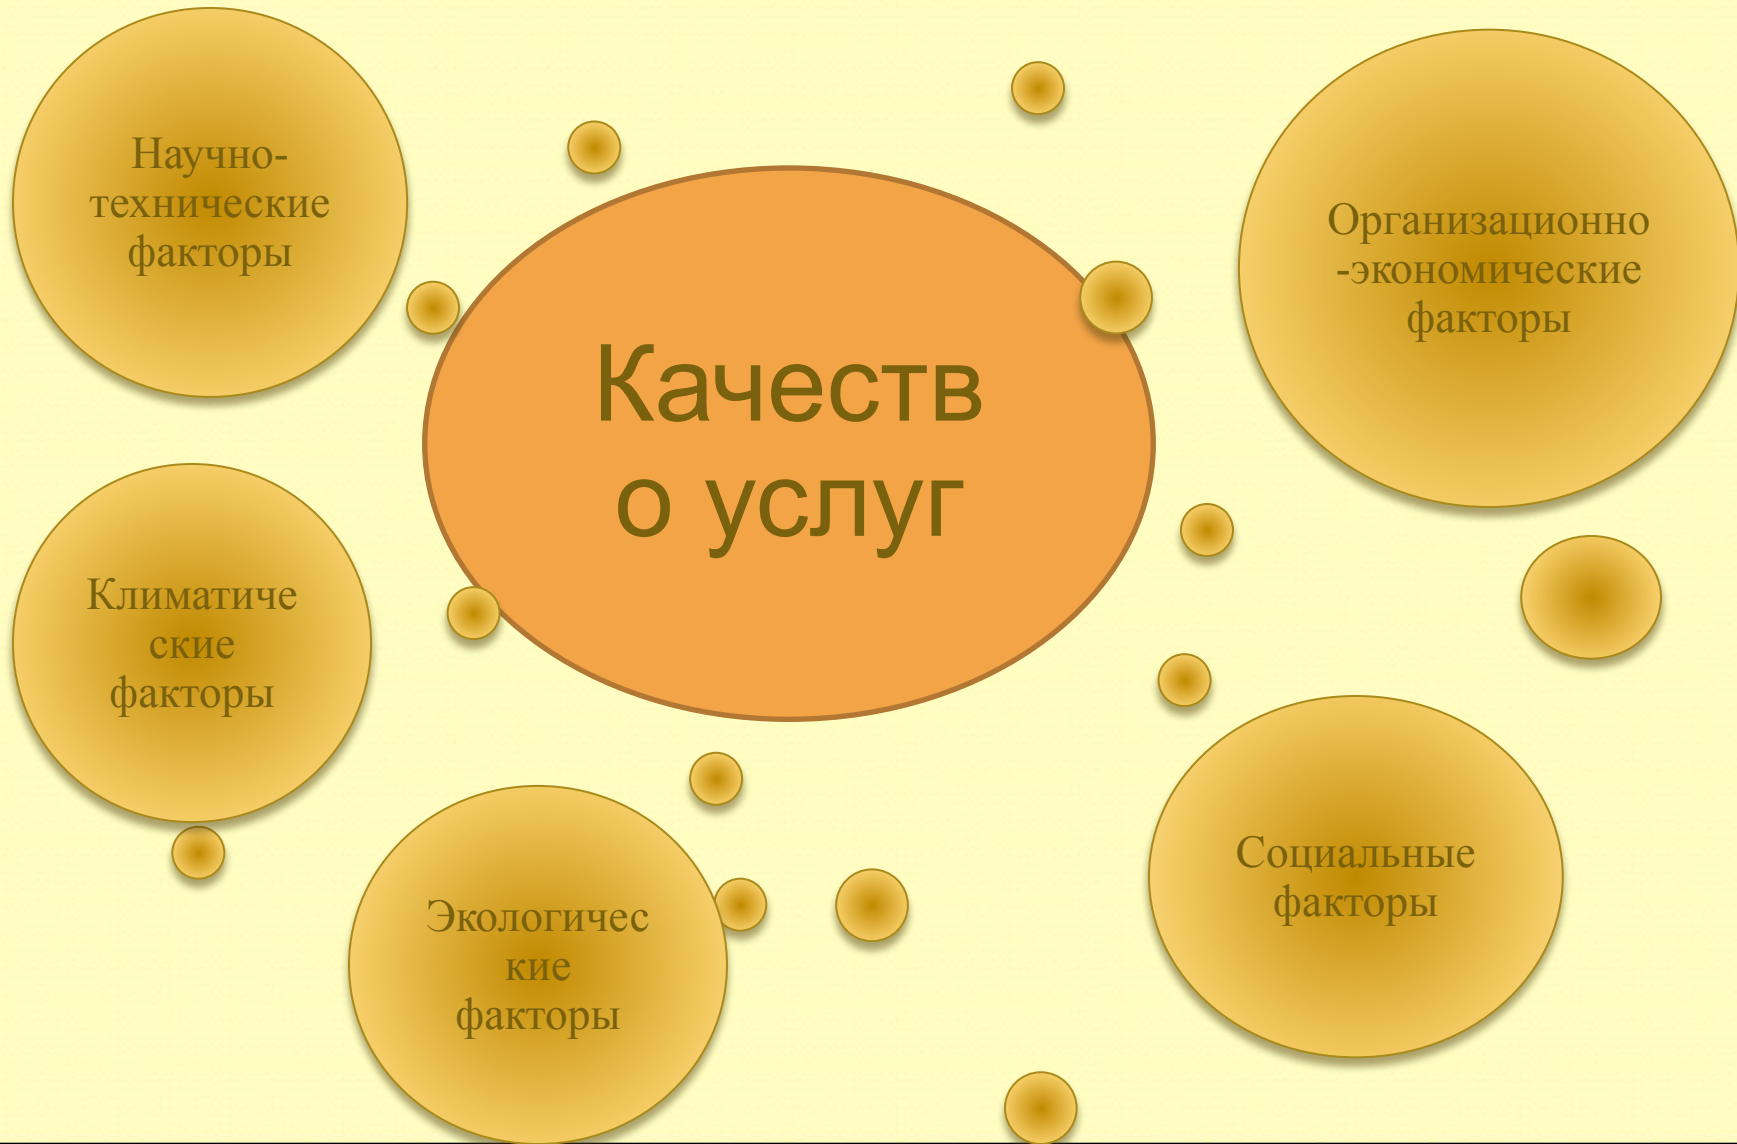 Научно-
технические
факторы
Организационно
-экономические
факторы
Качеств
о услуг
Климатиче
ские
факторы
Экологичес
кие
факторы
Социальные
факторы